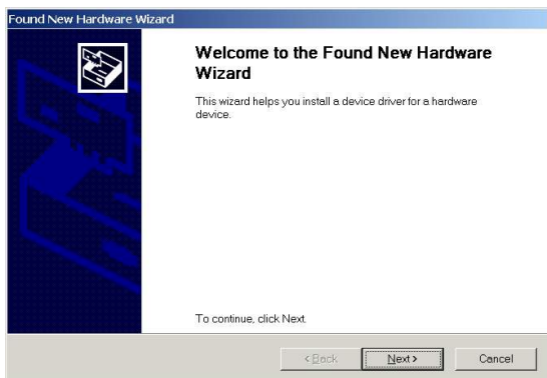 Found New Hardware Wizard
Welcome to the Found New Hardware
Wizard
This wizard helps you install a device driver for a hardware
device.
To continue, click Next.
< Back Next > Cancel